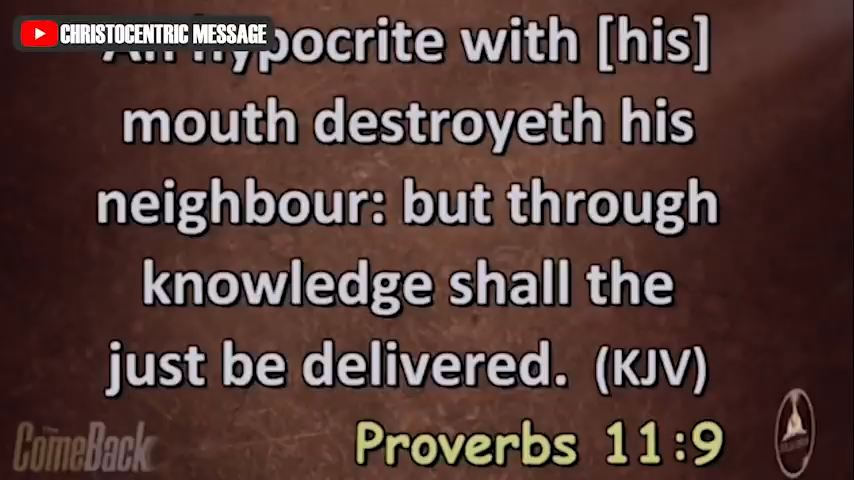 CHRISTOCENTRIC MESSAGE
An hypocrite with [his]
mouth destroyeth his
neighbour: but through
knowledge shall the
just be delivered. (KJV)
Proverbs 11:9
ComeBack